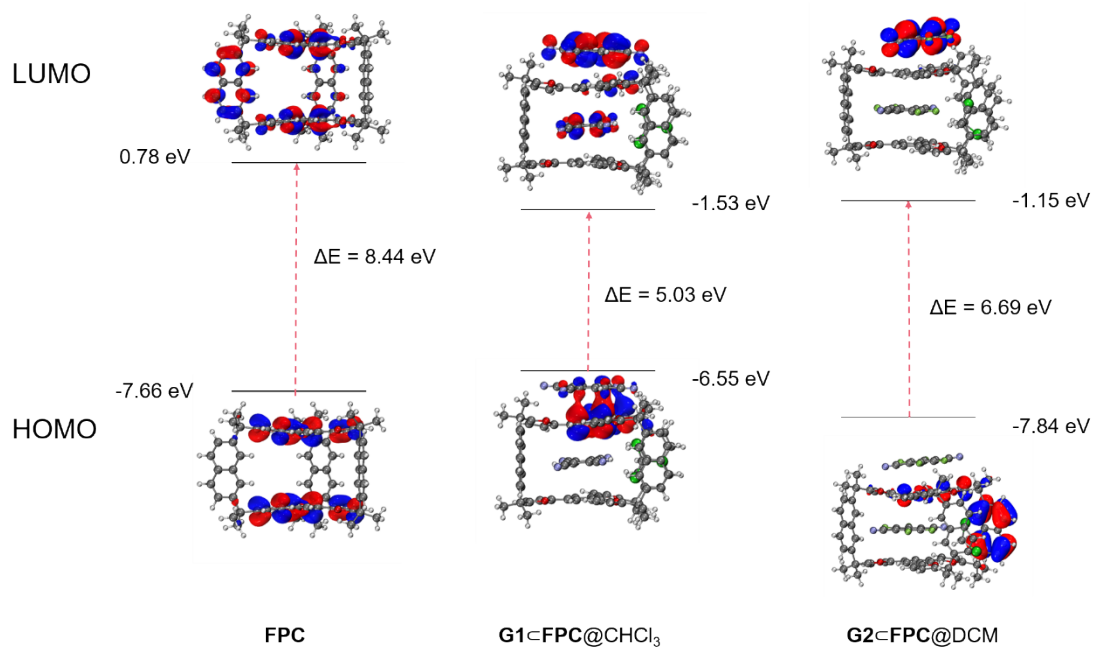 LUMO
0.78 eV
-1.53 eV
-1.15 eV
ΔE = 8.44 eV
ΔE = 5.03 eV
ΔE = 6.69 eV
-7.66 eV
-6.55 eV
-7.84 eV
HOMO
FPC
G1⊂FPC@CHCl₃
G2⊂FPC@DCM